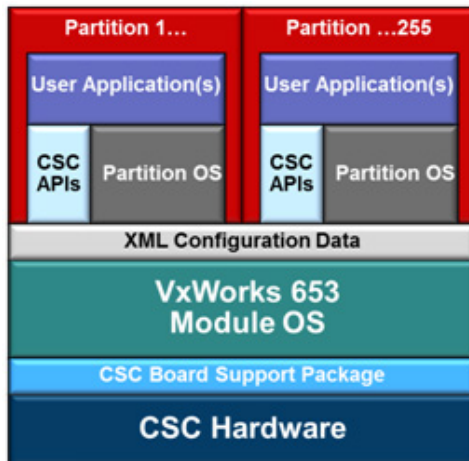 Partition 1...
Partition ...255
User Application(s)
User Application(s)
CSC
APIs
Partition OS
CSC
APIs
Partition OS
XML Configuration Data
VxWorks 653
Module OS
CSC Board Support Package
CSC Hardware